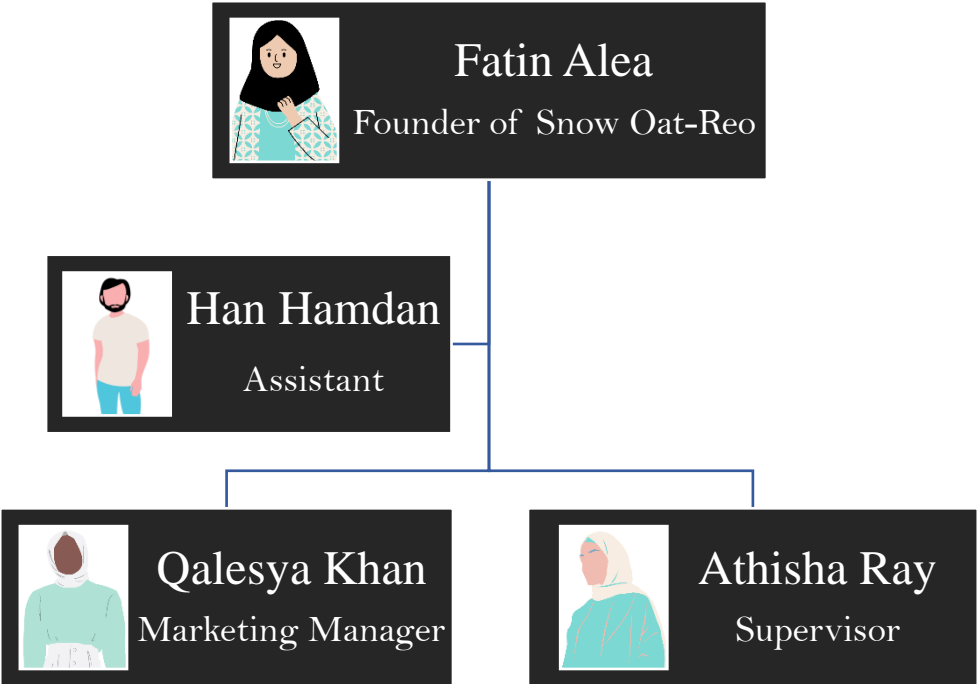 Fatin Alea
Founder of Snow Oat-Reo
Han Hamdan
Assistant
Qalesya Khan
Marketing Manager
Athisha Ray
Supervisor